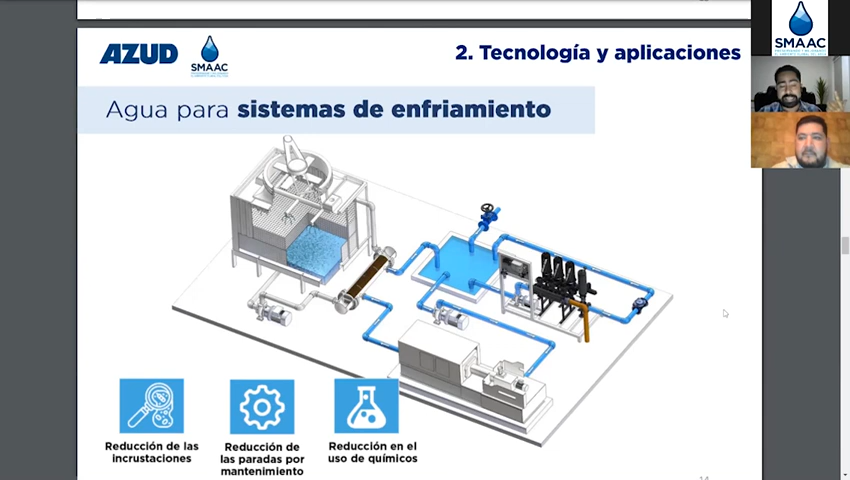 AZUD
SMAAC
2. Tecnología y aplicaciones
SMAAC
Agua para sistemas de enfriamiento
Reducción de las
incrustaciones
Reducción de
las paradas por
mantenimiento
Reducción en el
uso de químicos
14